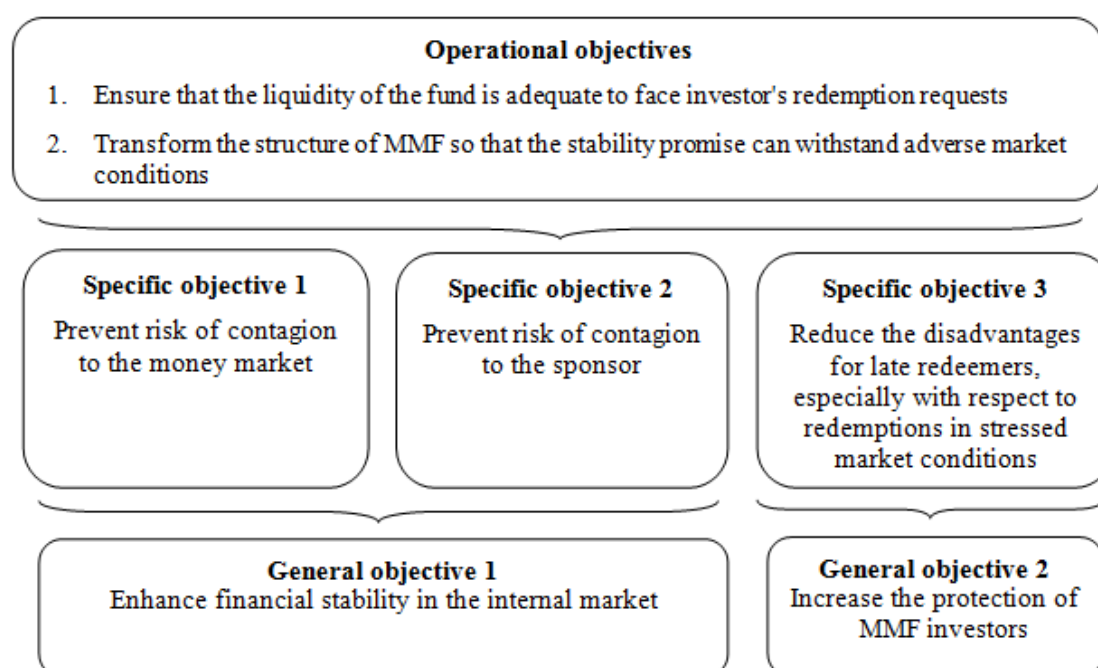 Operational objectives
1. Ensure that the liquidity of the fund is adequate to face investor's redemption requests
2. Transform the structure of MMF so that the stability promise can withstand adverse market
conditions
Specific objective 1
Prevent risk of contagion
to the money market
Specific objective 2
Prevent risk of contagion
to the sponsor
Specific objective 3
Reduce the disadvantages
for late redeemers,
especially with respect to
redemptions in stressed
market conditions
General objective 1
Enhance financial stability in the internal market
General objective 2
Increase the protection of
MMF investors